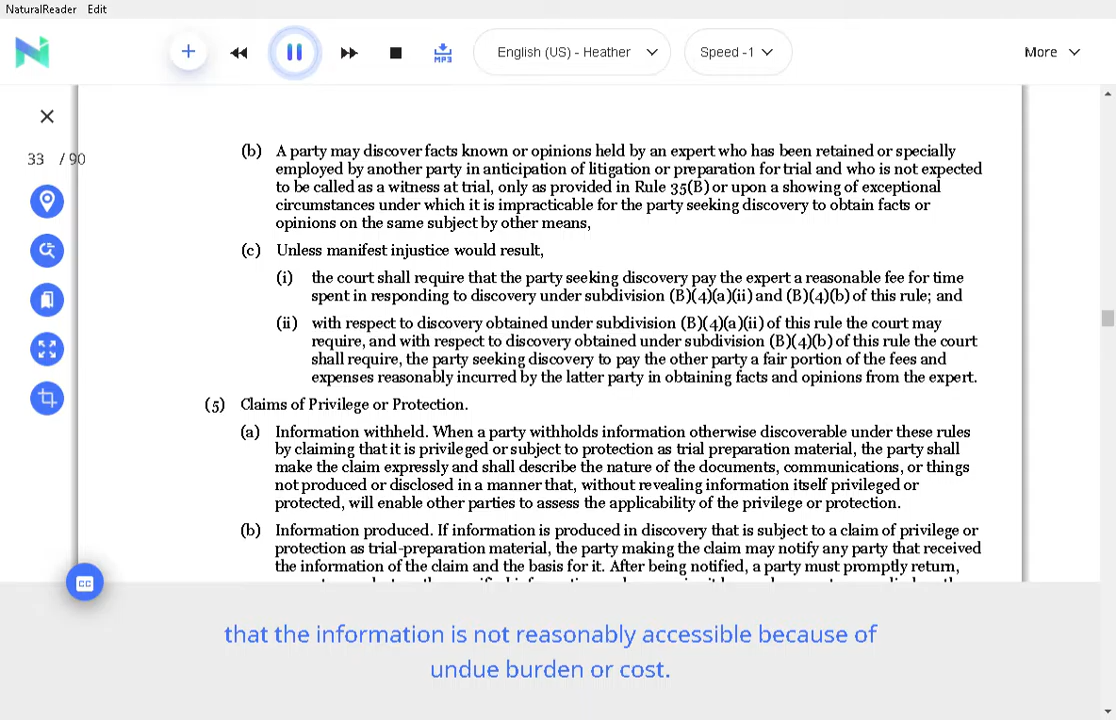 NaturalReader Edit
English (US) - Heather
Speed -1
More
MP3
33 / 90
(b) A party may discover facts known or opinions held by an expert who has been retained or specially
employed by another party in anticipation of litigation or preparation for trial and who is not expected
to be called as a witness at trial, only as provided in Rule 35(B) or upon a showing of exceptional
circumstances under which it is impracticable for the party seeking discovery to obtain facts or
opinions on the same subject by other means,
(c) Unless manifest injustice would result,
(i) the court shall require that the party seeking discovery pay the expert a reasonable fee for time
spent in responding to discovery under subdivision (B)(4)(a)(ii) and (B)(4)(b) of this rule; and
(ii) with respect to discovery obtained under subdivision (B)(4)(a)(ii) of this rule the court may
require, and with respect to discovery obtained under subdivision (B)(4)(b) of this rule the court
shall require, the party seeking discovery to pay the other party a fair portion of the fees and
expenses reasonably incurred by the latter party in obtaining facts and opinions from the expert.
(5) Claims of Privilege or Protection.
(a) Information withheld. When a party withholds information otherwise discoverable under these rules
by claiming that it is privileged or subject to protection as trial preparation material, the party shall
make the claim expressly and shall describe the nature of the documents, communications, or things
not produced or disclosed in a manner that, without revealing information itself privileged or
protected, will enable other parties to assess the applicability of the privilege or protection.
(b) Information produced. If information is produced in discovery that is subject to a claim of privilege or
protection as trial-preparation material, the party making the claim may notify any party that received
the information of the claim and the basis for it. After being notified, a party must promptly return,
CC
that the information is not reasonably accessible because of
undue burden or cost.